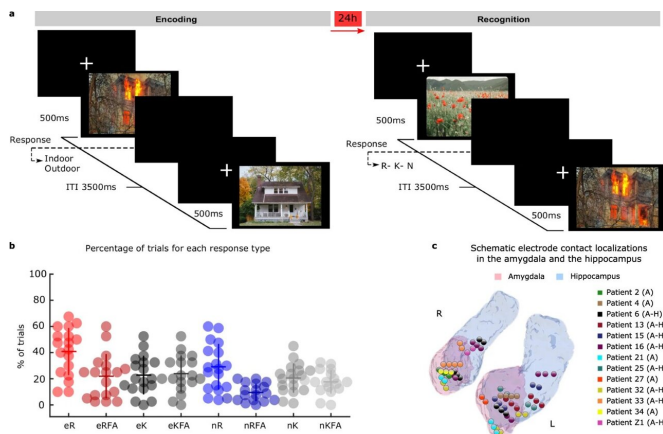 a
Encoding
24h
Recognition
500ms
Response
Indoor
Outdoor
ITI 3500ms
500ms
500ms
Response
R- K- N
ITI 3500ms
500ms
b
Percentage of trials for each response type
% of trials
100
80
60
40
20
0
eR
eRFA
eK
eKFA
nR
nRFA
nK
nKFA
c
Schematic electrode contact localizations
in the amygdala and the hippocampus
Amygdala
Hippocampus
R
L
Patient 2 (A)
Patient 4 (A)
Patient 6 (A-H)
Patient 13 (A-H)
Patient 15 (A-H)
Patient 16 (A-H)
Patient 21 (A)
Patient 25 (A-H)
Patient 27 (A)
Patient 32 (A-H)
Patient 33 (A-H)
Patient 34 (A)
Patient Z1 (A-H)